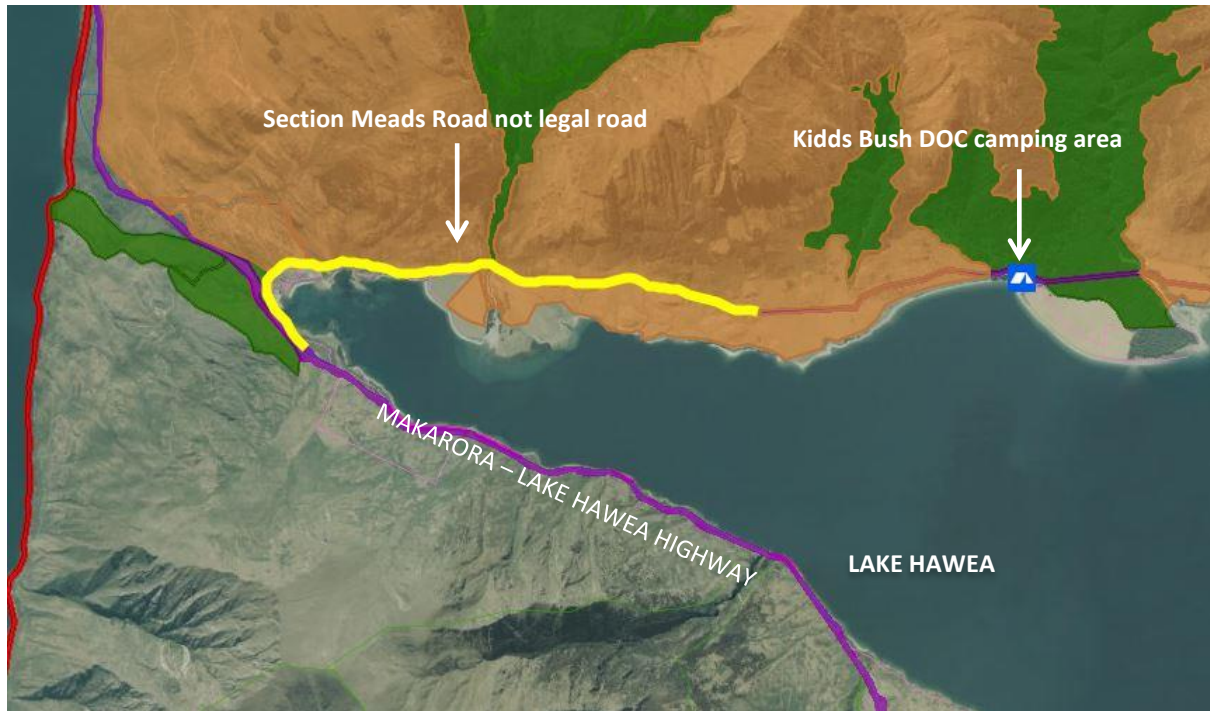 Section Meads Road not legal road
Kidds Bush DOC camping area
MAKARORA – LAKE HAWEA HIGHWAY
LAKE HAWEA